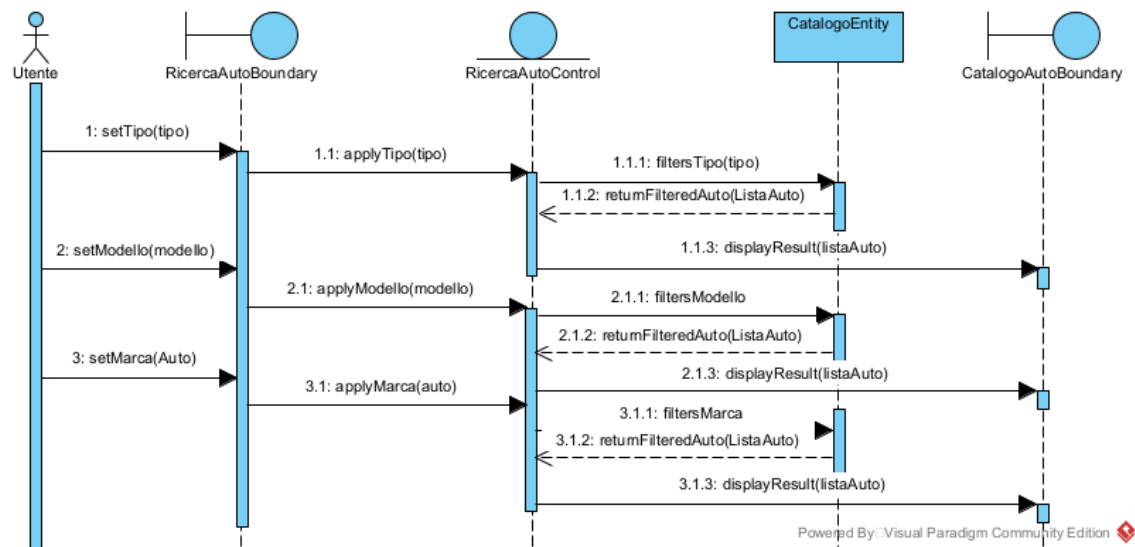 CatalogoEntity
Utente
RicercaAutoBoundary
RicercaAutoControl
CatalogoAutoBoundary
1: setTipo(tipo)
1.1: applyTipo(tipo)
1.1.1: filtersTipo(tipo)
1.1.2: returnFilteredAuto(ListaAuto)
1.1.3: displayResult(listaAuto)
2: setModello(modello)
2.1: applyModello(modello)
2.1.1: filtersModello
2.1.2: returnFilteredAuto(ListaAuto)
2.1.3: displayResult(listaAuto)
3: setMarca(Auto)
3.1: applyMarca(auto)
3.1.1: filtersMarca
3.1.2: returnFilteredAuto(ListaAuto)
3.1.3: displayResult(listaAuto)
Powered By Visual Paradigm Community Edition